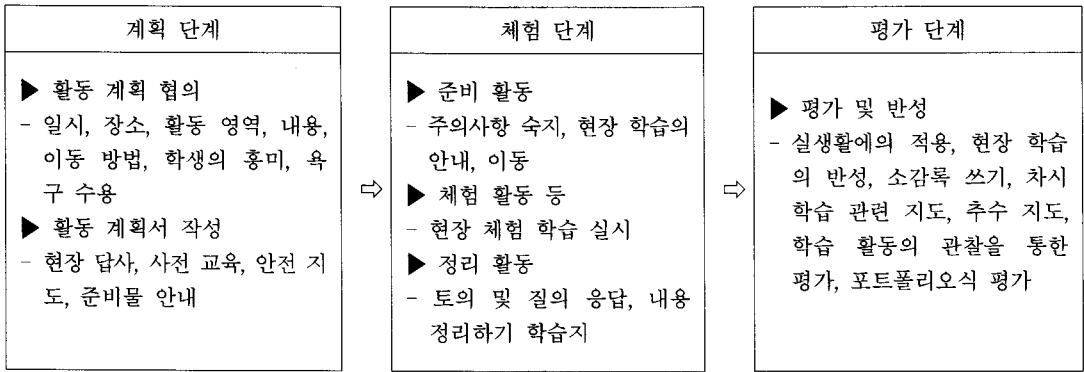 계획 단계
▶ 활동 계획 협의
- 일시, 장소, 활동 영역, 내용,
이동 방법, 학생의 흥미, 욕
구 수용
▶ 활동 계획서 작성
- 현장 답사, 사전 교육, 안전 지
도, 준비물 안내
⇨
체험 단계
▶ 준비 활동
- 주의사항 숙지, 현장 학습의
안내, 이동
▶ 체험 활동 등
- 현장 체험 학습 실시
▶ 정리 활동
- 토의 및 질의 응답, 내용
정리하기 학습지
⇨
평가 단계
▶ 평가 및 반성
- 실생활에의 적용, 현장 학습
의 반성, 소감록 쓰기, 차시
학습 관련 지도, 추수 지도,
학습 활동의 관찰을 통한
평가, 포트폴리오식 평가